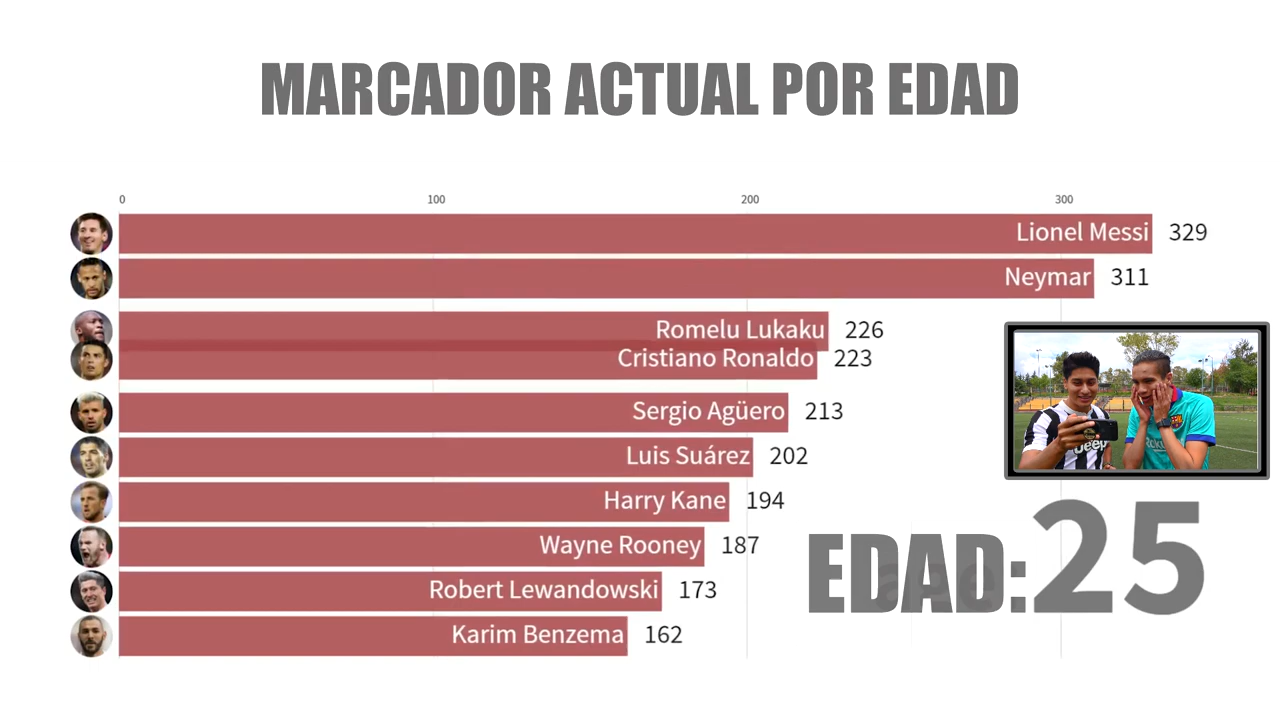 MARCADOR ACTUAL POR EDAD
0 100 200 300
Lionel Messi 329
Neymar 311
Romelu Lukaku 226
Cristiano Ronaldo 223
Sergio Agüero 213
Luis Suárez 202
Harry Kane 194
Wayne Rooney 187
Robert Lewandowski 173
Karim Benzema 162
Jeep
EDAD:25